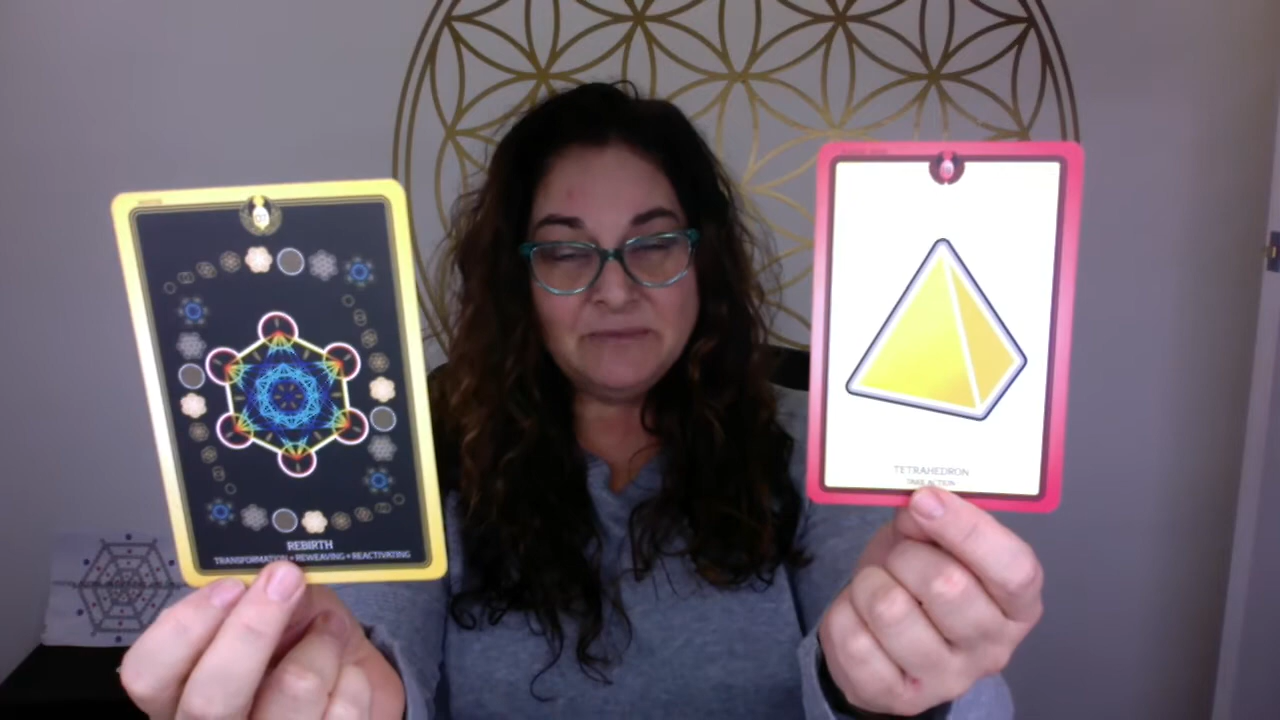 REBIRTH
TRANSFORMATION • REWEAVING • REACTIVATING
TETRAHEDRON
TAKE ACTION